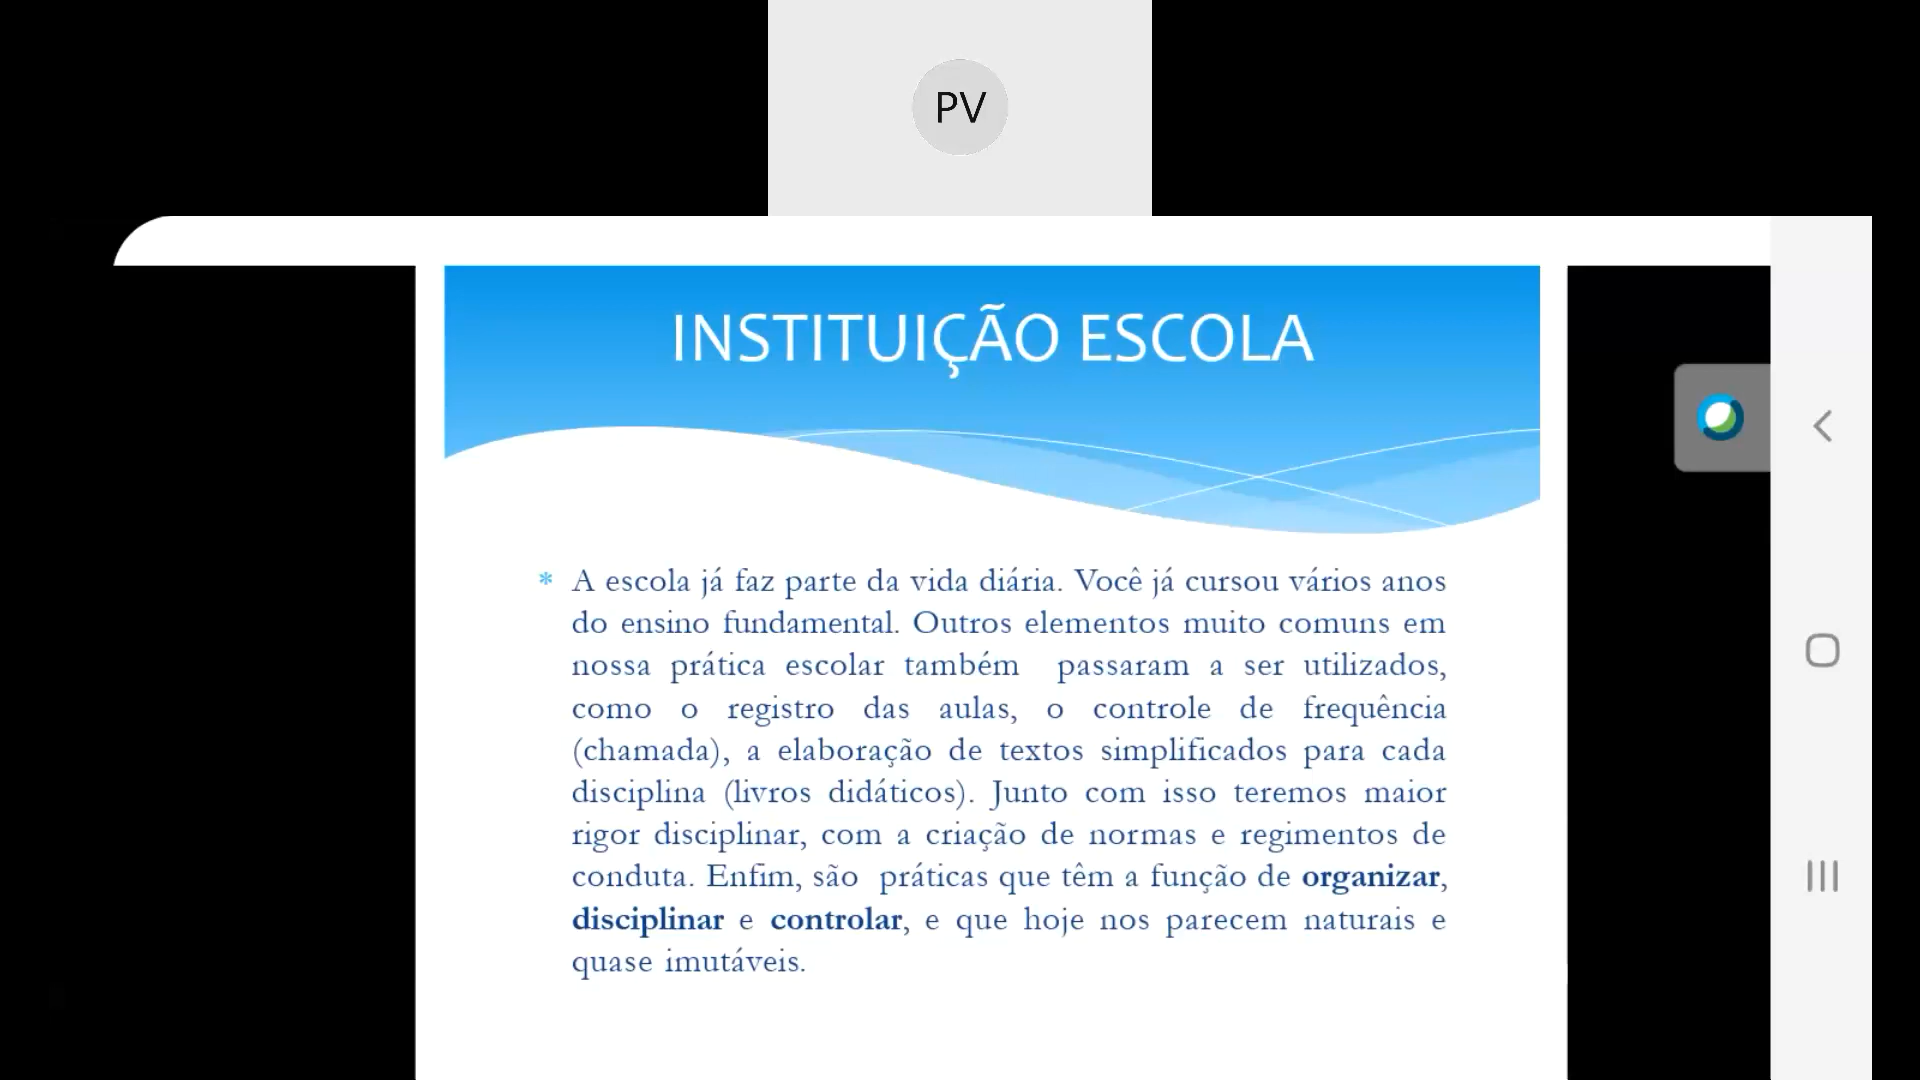 PV
INSTITUIÇÃO ESCOLA
* A escola já faz parte da vida diária. Você já cursou vários anos
do ensino fundamental. Outros elementos muito comuns em
nossa prática escolar também passaram a ser utilizados,
como o registro das aulas, o controle de frequência
(chamada), a elaboração de textos simplificados para cada
disciplina (livros didáticos). Junto com isso teremos maior
rigor disciplinar, com a criação de normas e regimentos de
conduta. Enfim, são práticas que têm a função de organizar,
disciplinar e controlar, e que hoje nos parecem naturais e
quase imutáveis.